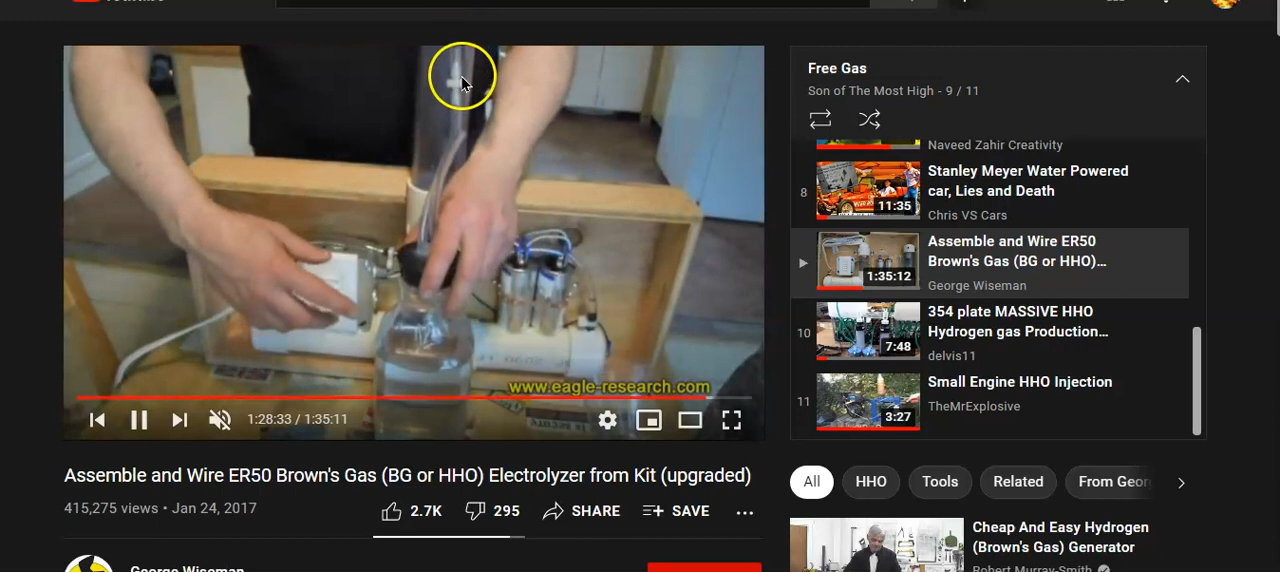 www.eagle-research.com
1:28:33 / 1:35:11
Assemble and Wire ER50 Brown's Gas (BG or HHO) Electrolyzer from Kit (upgraded)
415,275 views • Jan 24, 2017
2.7K
295
SHARE
SAVE
George Wiseman
Free Gas
Son of The Most High - 9 / 11
Naveed Zahir Creativity
8
11:35
Stanley Meyer Water Powered
car, Lies and Death
Chris VS Cars
1:35:12
Assemble and Wire ER50
Brown's Gas (BG or HHO)...
George Wiseman
10
7:48
354 plate MASSIVE HHO
Hydrogen gas Production...
delvis11
11
3:27
Small Engine HHO Injection
TheMrExplosive
All
HHO
Tools
Related
From Geor
Cheap And Easy Hydrogen
(Brown's Gas) Generator
Robert Murray-Smith